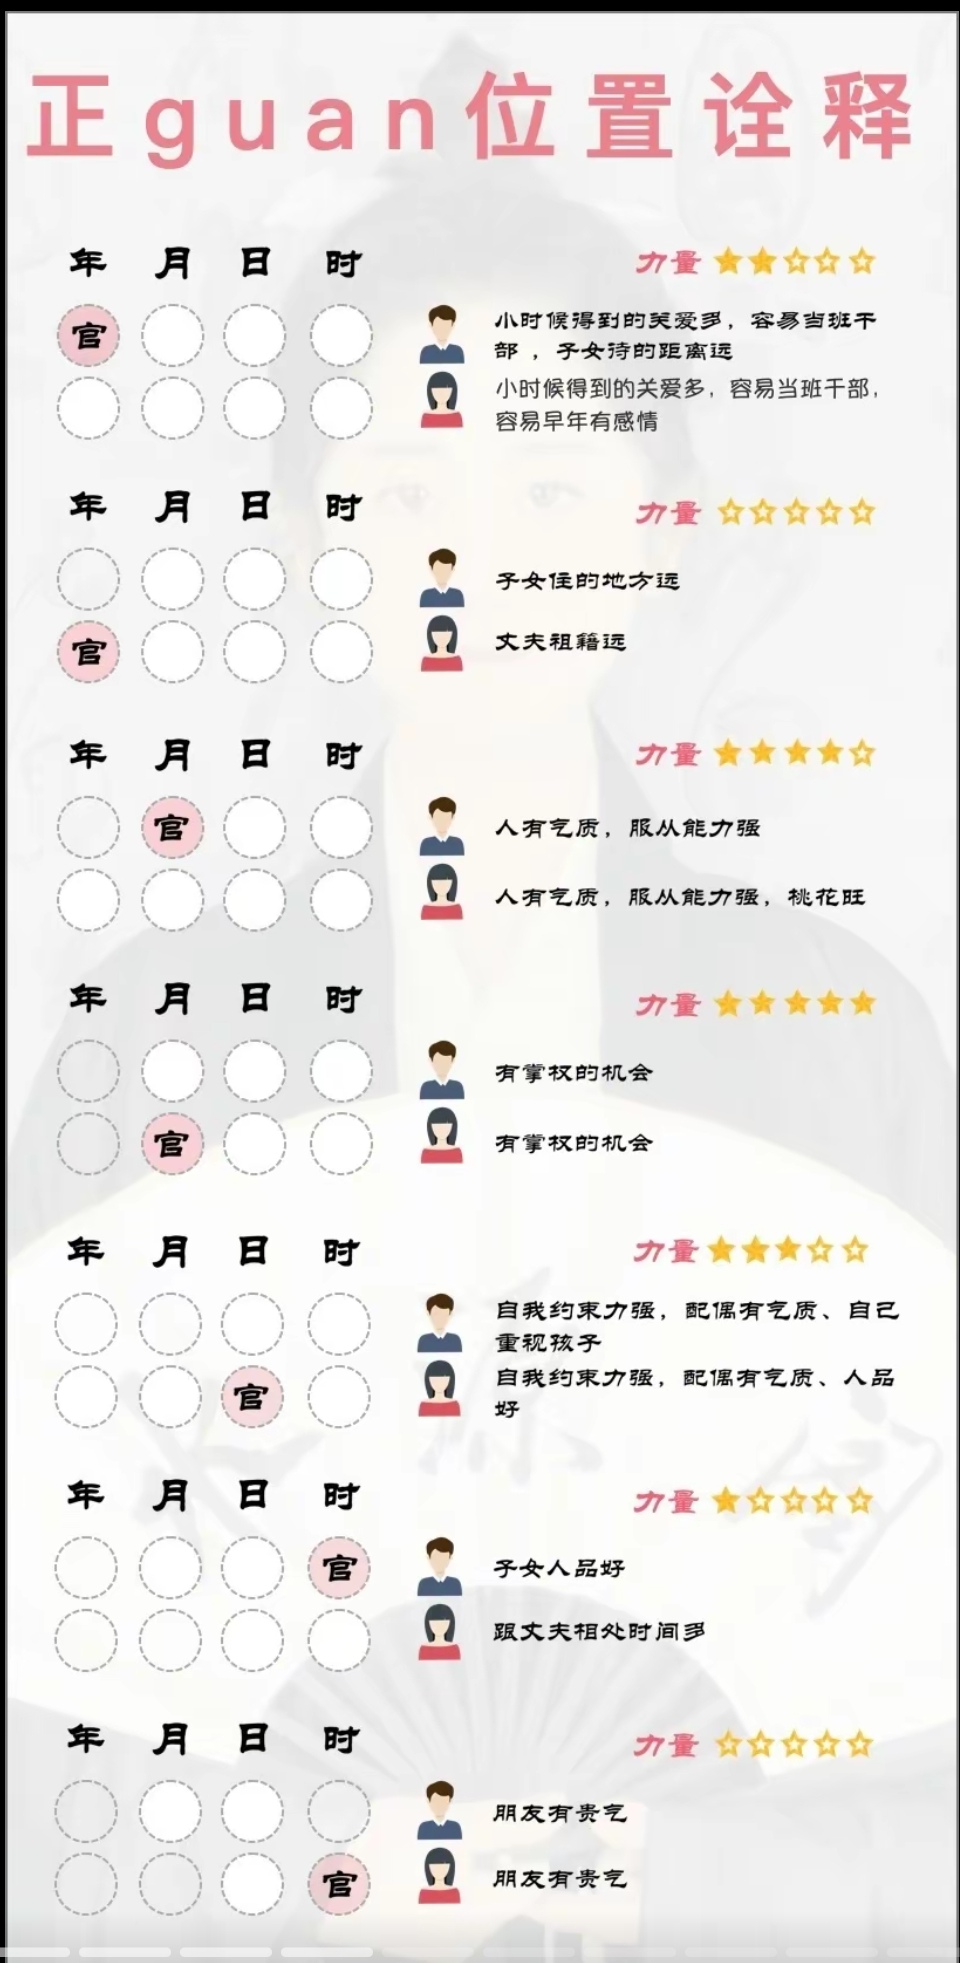 正guan位置诠释
年 月 日 时
力量
官
小时候得到的关爱多，容易当班干
部 ，子女待的距离远
小时候得到的关爱多，容易当班干部，
容易早年有感情
年 月 日 时
力量
子女住的地方远
官
丈夫祖籍远
年 月 日 时
力量
官
人有气质，服从能力强
人有气质，服从能力强，桃花旺
年 月 日 时
力量
有掌权的机会
官
有掌权的机会
年 月 日 时
力量
自我约束力强，配偶有气质、自己
重视孩子
官
自我约束力强，配偶有气质、人品
好
年 月 日 时
力量
官
子女人品好
跟丈夫相处时间多
年 月 日 时
力量
朋友有贵气
官
朋友有贵气